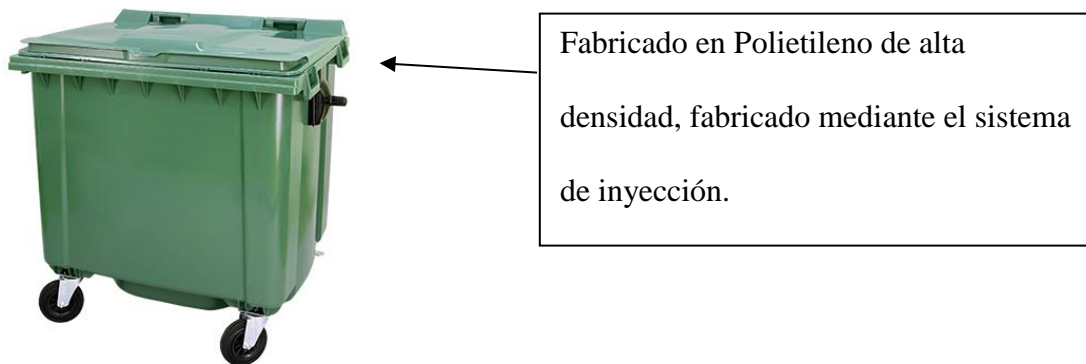 Fabricado en Polietileno de alta
densidad, fabricado mediante el sistema
de inyección.